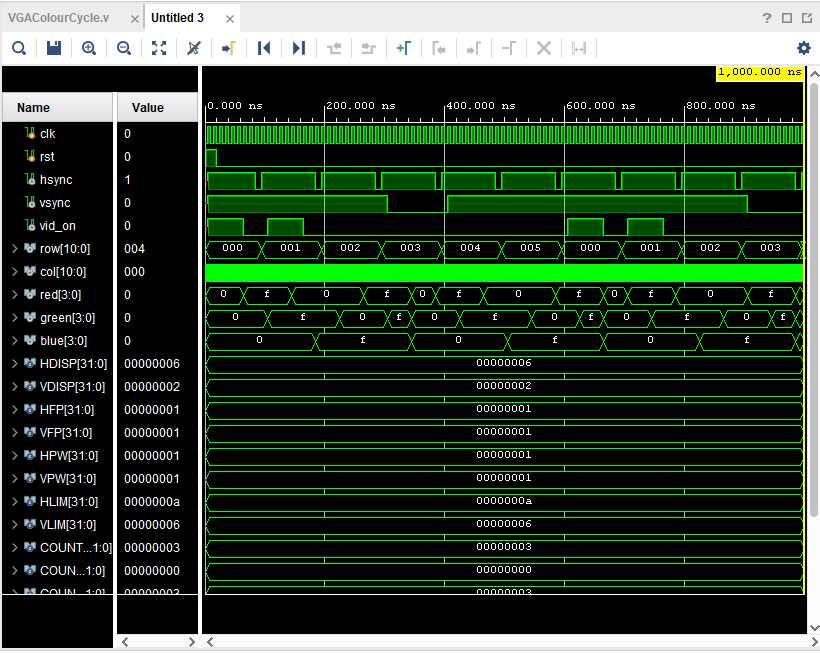 VGAColourCycle.v × Untitled 3 ×
? 
1,000.000 ns
Name Value
0.000 ns 200.000 ns 400.000 ns 600.000 ns 800.000 ns
clk 0
rst 0
hsync 1
vsync 0
vid_on 0
row[10:0] 004 000 001 002 003 004 005 000 001 002 003
col[10:0] 000
red[3:0] 0 0 f 0 f 0 f 0 f 0 f 0 f
green[3:0] 0 0 f 0 f 0 f 0 f 0 f 0 f
blue[3:0] 0 0 f 0 f 0 f
HDISP[31:0] 00000006 00000006
VDISP[31:0] 00000002 00000002
HFP[31:0] 00000001 00000001
VFP[31:0] 00000001 00000001
HPW[31:0] 00000001 00000001
VPW[31:0] 00000001 00000001
HLIM[31:0] 0000000a 0000000a
VLIM[31:0] 00000006 00000006
COUNT...1:0] 00000003 00000003
COUN...1:0] 00000000 00000000
COUN...1:0] 00000003 00000003